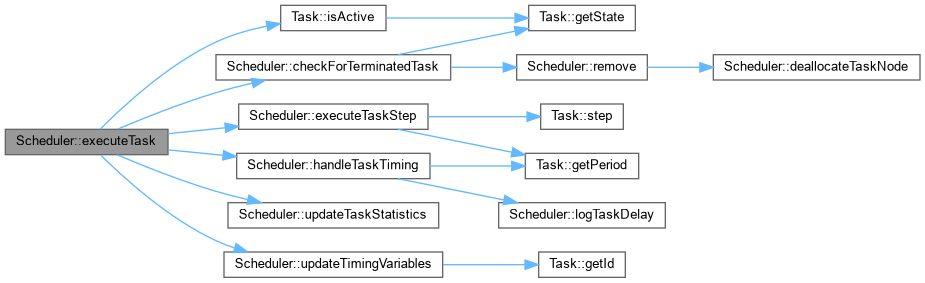 Scheduler::executeTask
Task::isActive
Task::getState
Scheduler::checkForTerminatedTask
Scheduler::remove
Scheduler::deallocateTaskNode
Scheduler::executeTaskStep
Task::step
Scheduler::handleTaskTiming
Task::getPeriod
Scheduler::updateTaskStatistics
Scheduler::logTaskDelay
Scheduler::updateTimingVariables
Task::getId